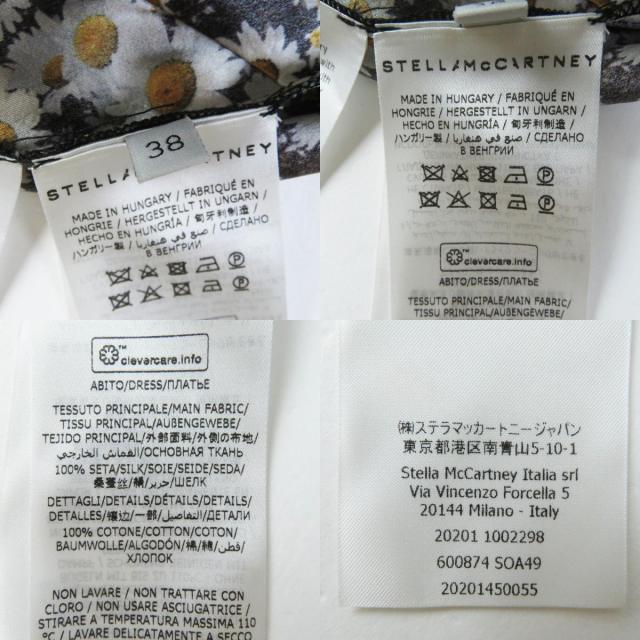 38
STELLA McCARTNEY
MADE IN HUNGARY / FABRIQUÉ EN
HONGRIE / HERGESTELLT IN UNGARN
/ HECHO EN HUNGRÍA / 匈牙利制造 /
ハンガリー製 / صنع في هنغاريا / СДЕЛАНО
В ВЕНГРИИ
STELLA McCARTNEY
MADE IN HUNGARY / FABRIQUÉ EN
HONGRIE / HERGESTELLT IN UNGARN
/ HECHO EN HUNGRÍA / 匈牙利制造 /
ハンガリー製 / صنع في هنغاريا / СДЕЛАНО
В ВЕНГРИИ
clevercare.info
ABITO/DRESS/ПЛАТЬЕ
TESSUTO PRINCIPALE/MAIN FABRIC/
TISSU PRINCIPAL/AUßENGEWEBE/
™
clevercare.info
ABITO/DRESS/ПЛАТЬЕ
TESSUTO PRINCIPALE/MAIN FABRIC/
TISSU PRINCIPAL/AUßENGEWEBE/
TEJIDO PRINCIPAL/外部面料/外側の布地/
القماش الخارجي/ОСНОВНАЯ ТКАНЬ
100% SETA/SILK/SOIE/SEIDE/SEDA/
桑蚕丝/絹/حرير/ШЕЛК
DETTAGLI/DETAILS/DÉTAILS/DETAILS/
DETALLES/镶边/一部/التفاصيل/ДЕТАЛИ
100% COTONE/COTTON/COTON/
BAUMWOLLE/ALGODÓN/棉/綿/قطن/
ХЛОПОК
NON LAVARE / NON TRATTARE CON
CLORO / NON USARE ASCIUGATRICE /
STIRARE A TEMPERATURA MASSIMA 110
ºC / LAVARE DELICATAMENTE A SECCO
㈱ステラマッカートニージャパン
東京都港区南青山5-10-1
Stella McCartney Italia srl
Via Vincenzo Forcella 5
20144 Milano - Italy
20201 1002298
600874 SOA49
20201450055